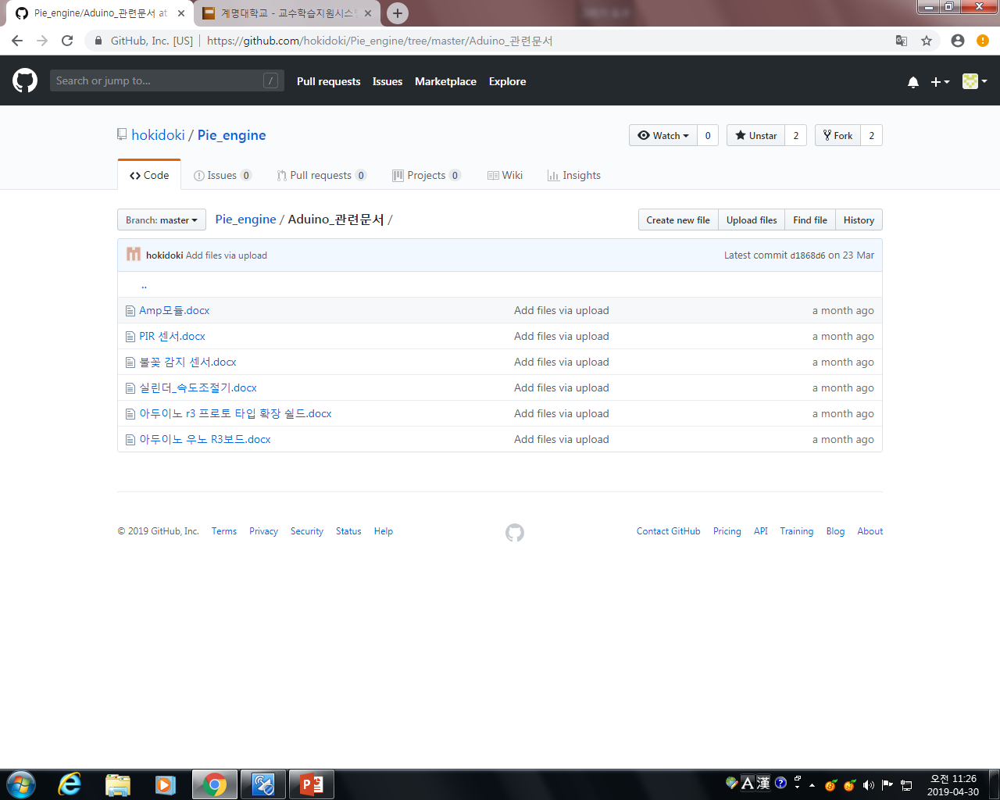 Pie_engine/Aduino_관련문서 at
계명대학교 - 교수학습지원시스
GitHub, Inc. [US] https://github.com/hokidoki/Pie_engine/tree/master/Aduino_관련문서
Search or jump to... / Pull requests Issues Marketplace Explore
hokidoki / Pie_engine Watch 0 Unstar 2 Fork 2
Code Issues 0 Pull requests 0 Projects 0 Wiki Insights
Branch: master Pie_engine / Aduino_관련문서 / Create new file Upload files Find file History
hokidoki Add files via upload Latest commit d1868d6 on 23 Mar
..
Amp모듈.docx Add files via upload a month ago
PIR 센서.docx Add files via upload a month ago
불꽃 감지 센서.docx Add files via upload a month ago
실린더_속도조절기.docx Add files via upload a month ago
아두이노 r3 프로토 타입 확장 쉴드.docx Add files via upload a month ago
아두이노 우노 R3보드.docx Add files via upload a month ago
© 2019 GitHub, Inc. Terms Privacy Security Status Help Contact GitHub Pricing API Training Blog About
A 漢 오전 11:26
2019-04-30